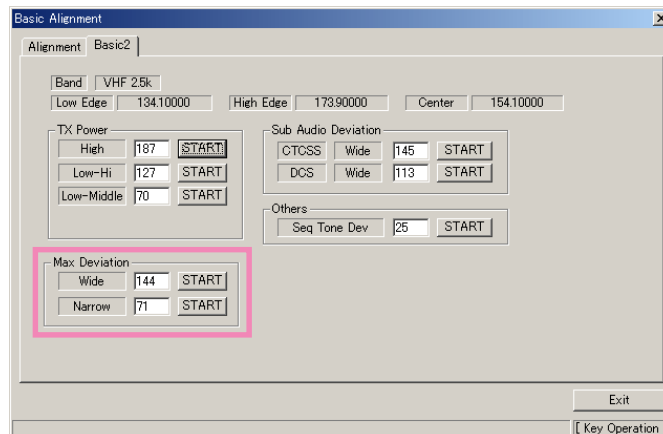 Basic Alignment
Alignment Basic2
Band VHF 2.5k
Low Edge 134.10000 High Edge 173.90000 Center 154.10000
TX Power
High 187 START
Low-Hi 127 START
Low-Middle 70 START
Sub Audio Deviation
CTCSS Wide 145 START
DCS Wide 113 START
Others
Seq Tone Dev 25 START
Max Deviation
Wide 144 START
Narrow 71 START
Exit
[ Key Operation